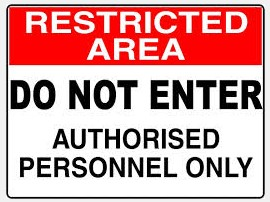 RESTRICTED
AREA
DO NOT ENTER
AUTHORISED
PERSONNEL ONLY